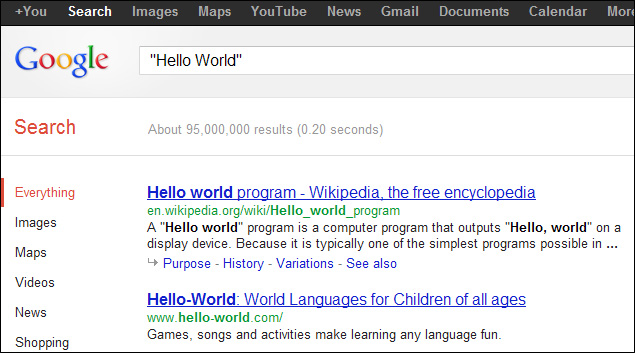 +You Search Images Maps YouTube News Gmail Documents Calendar More
Google
"Hello World"
Search
About 95,000,000 results (0.20 seconds)
Everything
Images
Maps
Videos
News
Shopping
Hello world program - Wikipedia, the free encyclopedia
en.wikipedia.org/wiki/Hello_world_program
A "Hello world" program is a computer program that outputs "Hello, world" on a
display device. Because it is typically one of the simplest programs possible in ...
Purpose - History - Variations - See also
Hello-World: World Languages for Children of all ages
www.hello-world.com/
Games, songs and activities make learning any language fun.